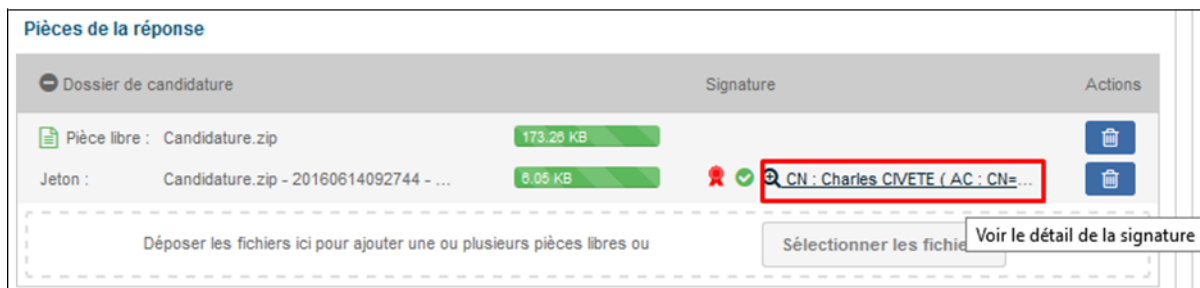 Pièces de la réponse
Dossier de candidature Signature Actions
Pièce libre : Candidature.zip 173.26 KB
Jeton : Candidature.zip - 20160614092744 - ... 6.05 KB CN : Charles CIVETE ( AC : CN=...
Déposer les fichiers ici pour ajouter une ou plusieurs pièces libres ou Sélectionner les fichie
Voir le détail de la signature